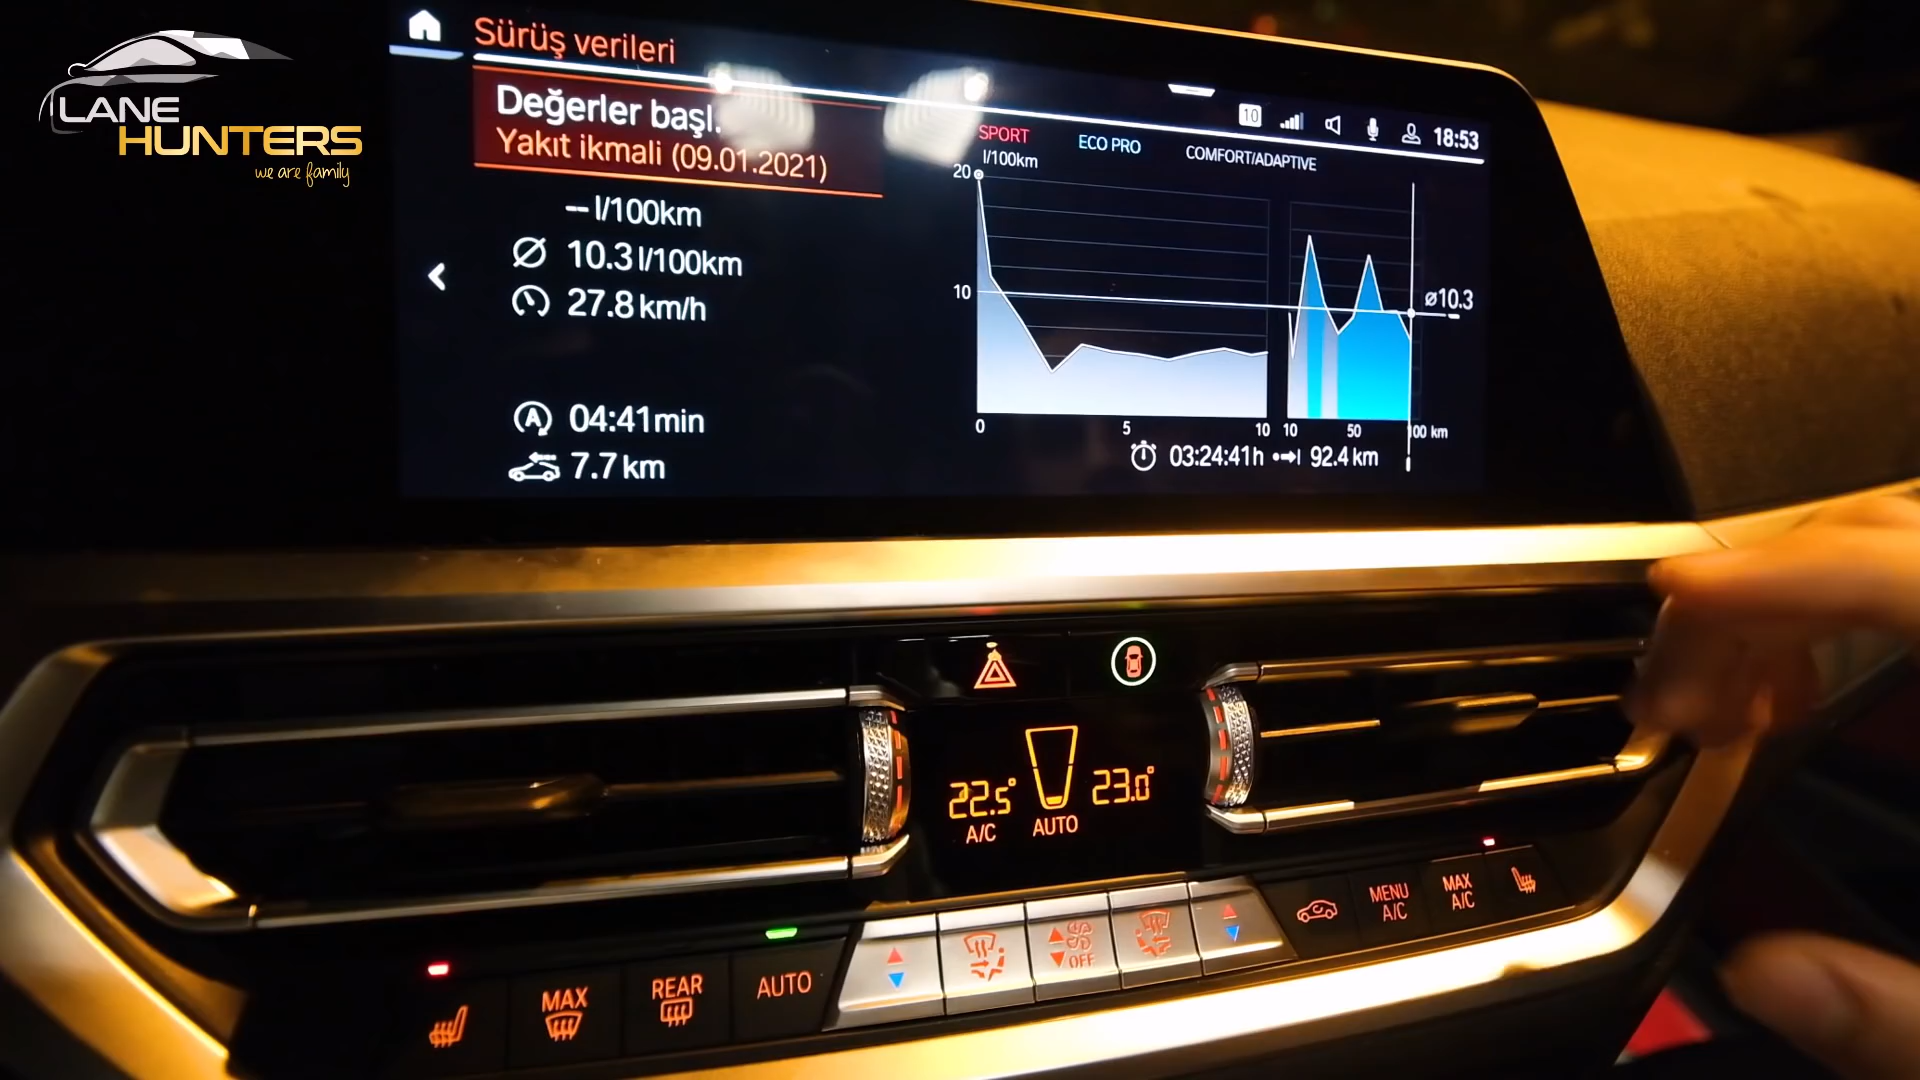 LANE
HUNTERS
we are family
Sürüş verileri
Değerler başl.
Yakıt ikmali (09.01.2021)
-- l/100km
Ø 10.3 l/100km
27.8 km/h
A 04:41 min
7.7 km
10
18:53
SPORT
ECO PRO
COMFORT/ADAPTIVE
l/100km
20
10
ø10.3
0 5 10 10 50 100 km
03:24:41h 92.4 km
22.5° 23.0°
A/C AUTO
MAX
REAR
AUTO
OFF
MENU
A/C
MAX
A/C